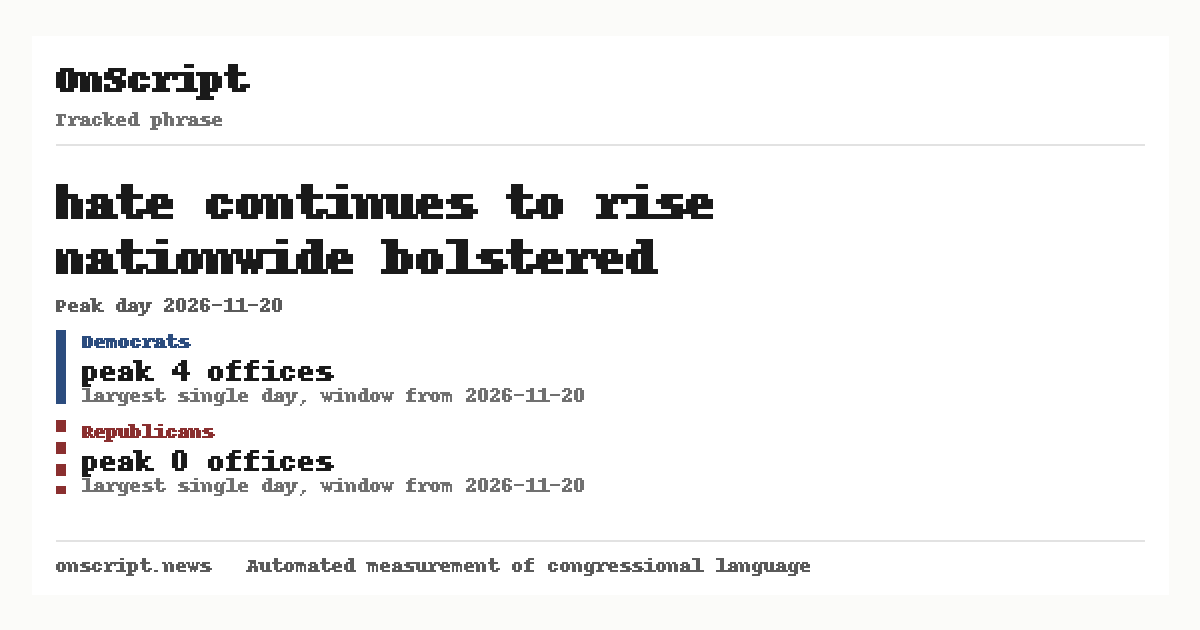 OnScript
Tracked phrase
hate continues to rise
nationwide bolstered
Peak day 2026-11-20
Democrats
peak 4 offices
largest single day, window from 2026-11-20
Republicans
peak 0 offices
largest single day, window from 2026-11-20
onscript.news Automated measurement of congressional language